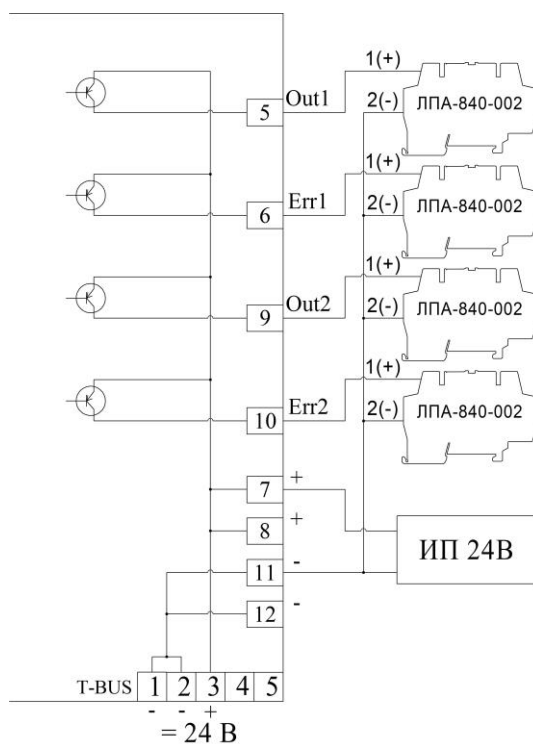 1(+)
Out1
5
2(-)
ЛПА-840-002
1(+)
Err1
6
2(-)
ЛПА-840-002
1(+)
Out2
9
2(-)
ЛПА-840-002
1(+)
Err2
10
2(-)
ЛПА-840-002
7 +
8 +
ИП 24В
11 -
12 -
T-BUS 1 2 3 4 5
- - +
= 24 В